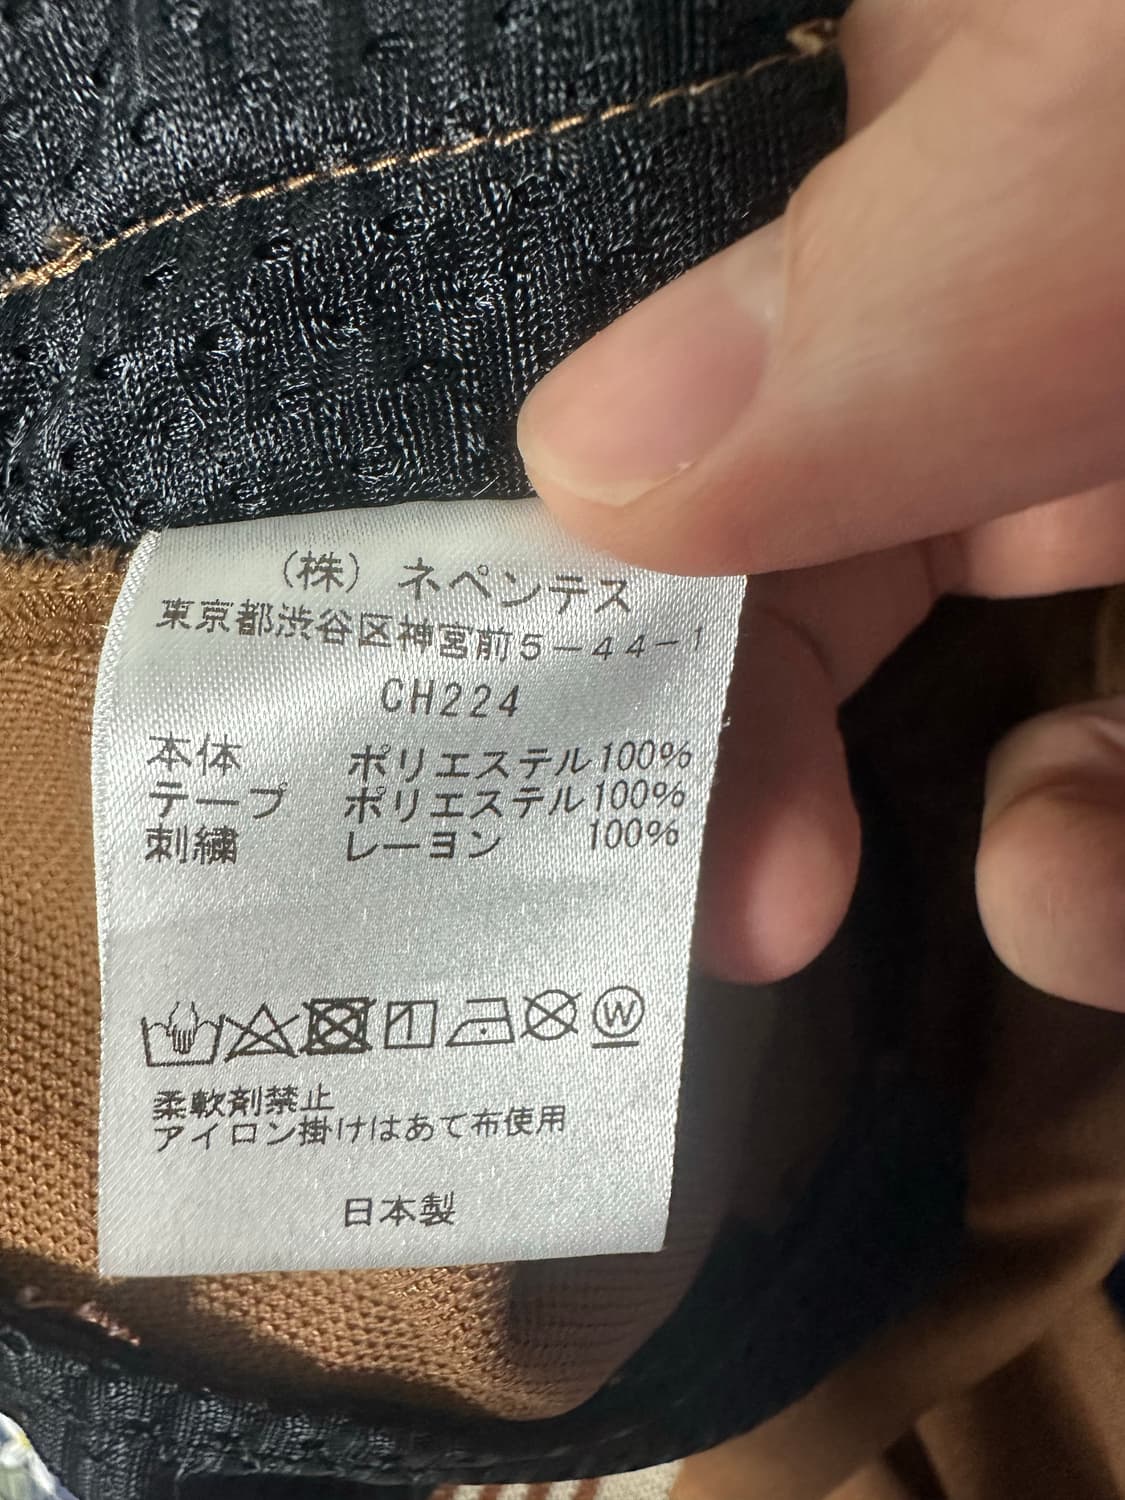 (株) ネペンテス
東京都渋谷区神宮前5-44-1
CH224
本体 ポリエステル100%
テープ ポリエステル100%
刺繍 レーヨン 100%
W
柔軟剤禁止
アイロン掛けはあて布使用
日本製